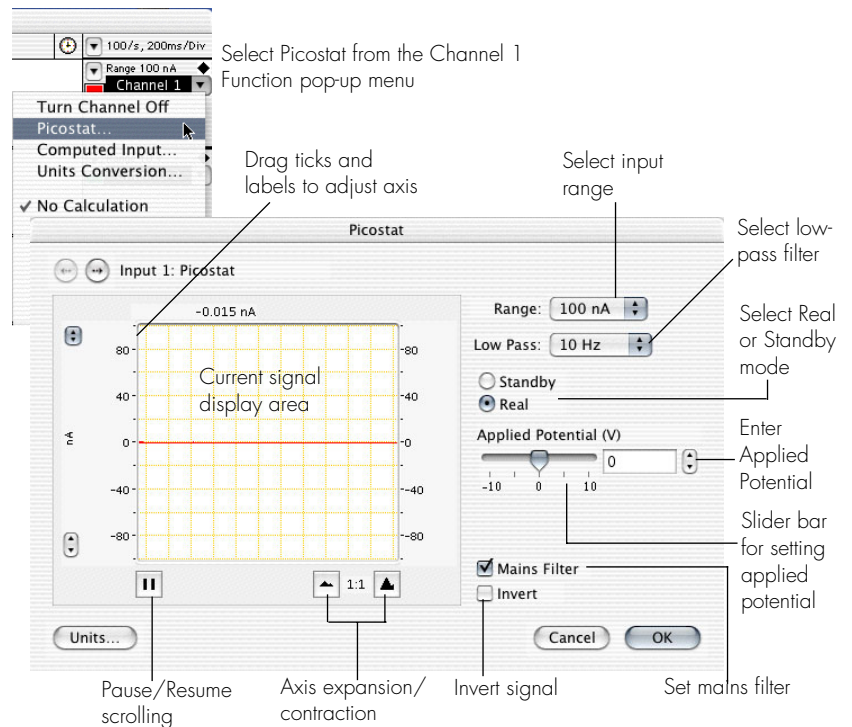 100/s, 200ms/Div
Range 100 nA
Channel 1
Select Picostat from the Channel 1
Function pop-up menu
Turn Channel Off
Picostat...
Computed Input...
Units Conversion...
✓ No Calculation
Drag ticks and
labels to adjust axis
Select input
range
Select low-
pass filter
Picostat
Input 1: Picostat
-0.015 nA
Range: 100 nA
Low Pass: 10 Hz
Select Real
or Standby
mode
80
40
0
-40
-80
nA
Current signal
display area
80
40
0
-40
-80
Standby
Real
Applied Potential (V)
0
-10 0 10
Enter
Applied
Potential
Slider bar
for setting
applied
potential
Mains Filter
Invert
1:1
Units...
Cancel
OK
Pause/Resume
scrolling
Axis expansion/
contraction
Invert signal
Set mains filter